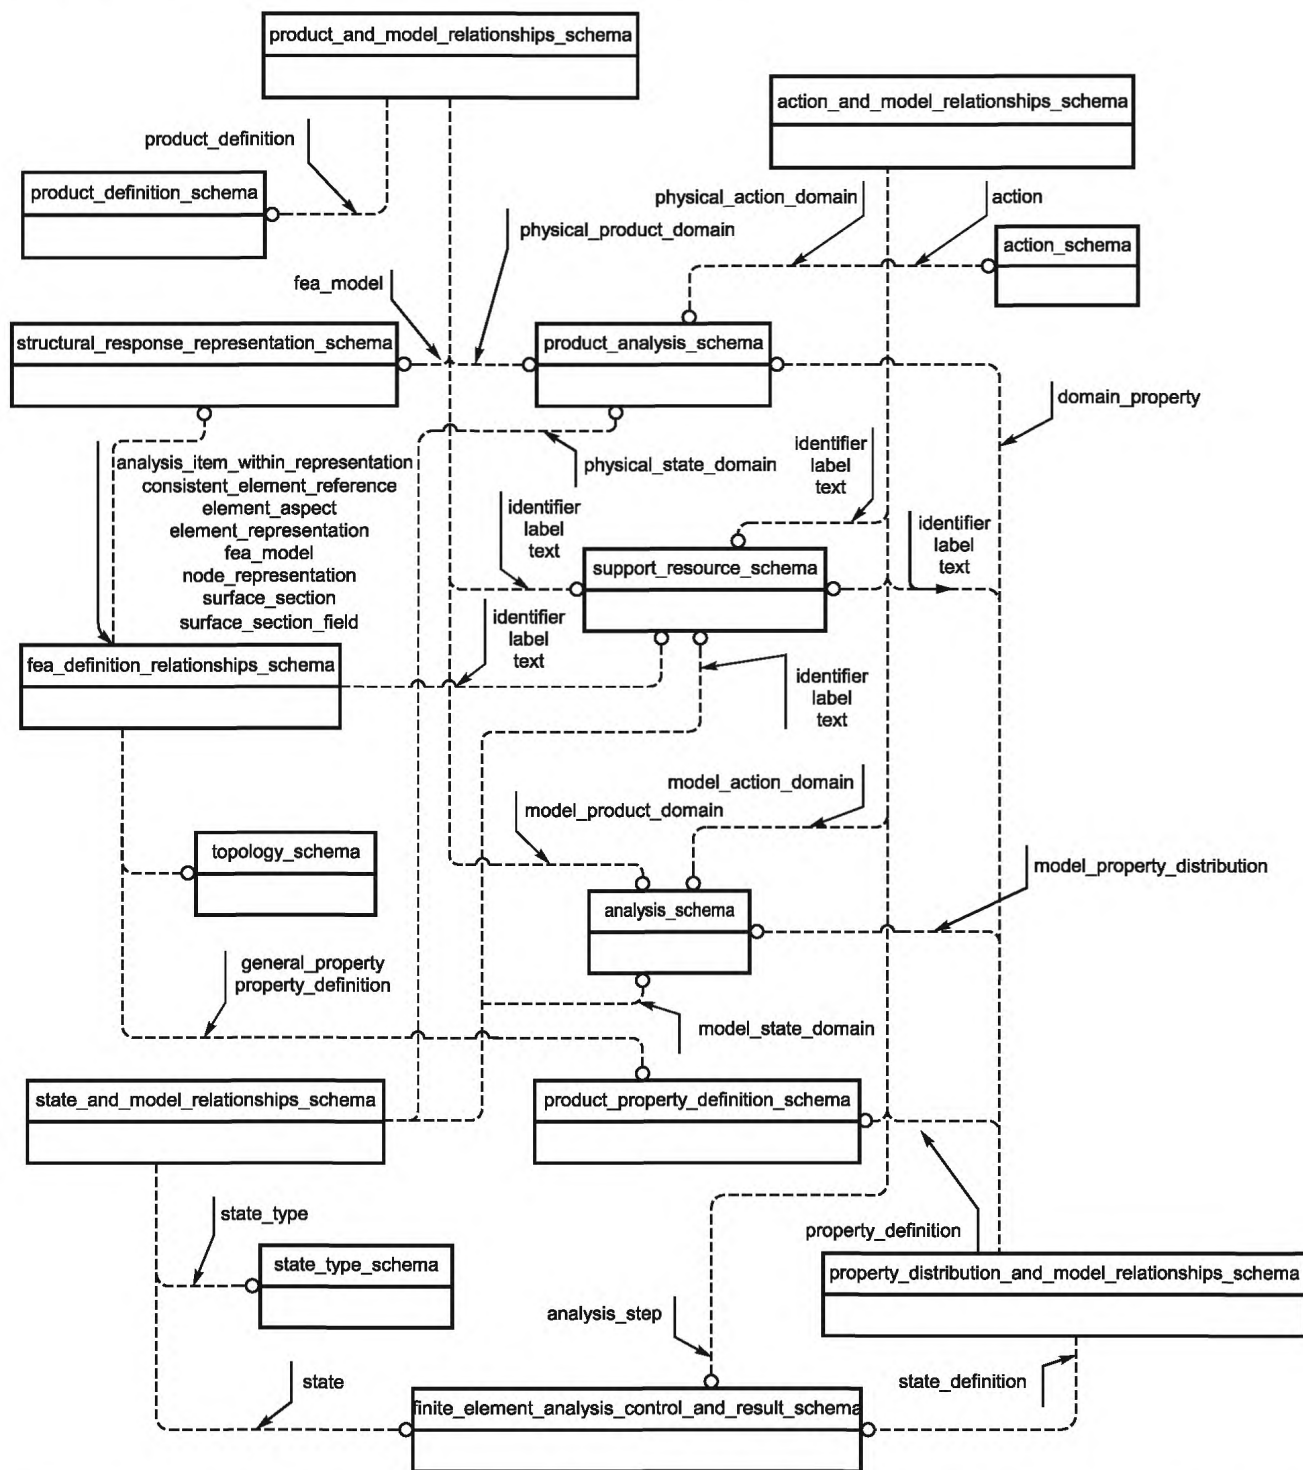 product_and_model_relationships_schema
action_and_model_relationships_schema
product_definition
product_definition_schema
physical_action_domain
action
physical_product_domain
action_schema
fea_model
structural_response_representation_schema
product_analysis_schema
domain_property
analysis_item_within_representation
consistent_element_reference
element_aspect
element_representation
fea_model
node_representation
surface_section
surface_section_field
physical_state_domain
identifier
label
text
identifier
label
text
identifier
label
text
support_resource_schema
identifier
label
text
fea_definition_relationships_schema
identifier
label
text
model_action_domain
model_product_domain
topology_schema
model_property_distribution
analysis_schema
general_property
property_definition
model_state_domain
state_and_model_relationships_schema
product_property_definition_schema
state_type
property_definition
state_type_schema
property_distribution_and_model_relationships_schema
analysis_step
state
state_definition
finite_element_analysis_control_and_result_schema